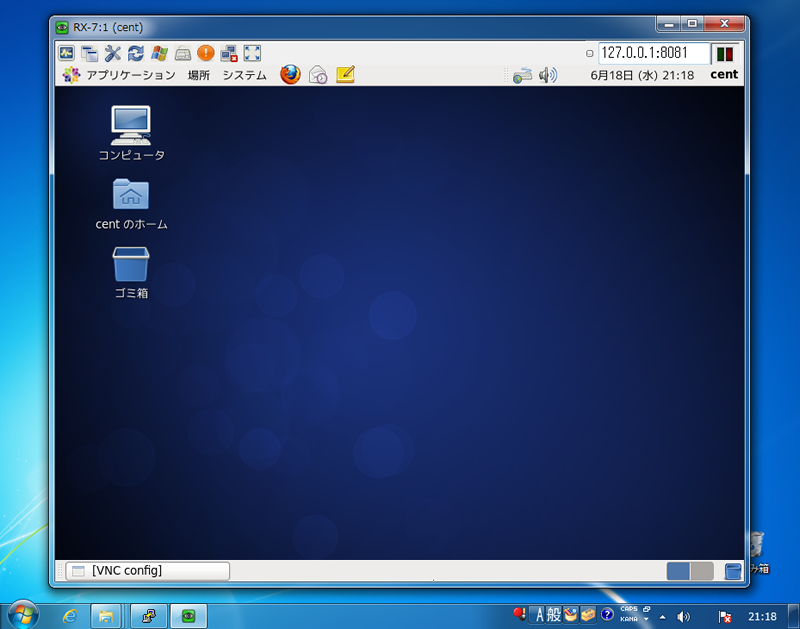 RX-7:1 (cent)
127.0.0.1:8081
アプリケーション 場所 システム 6月18日 (水) 21:18 cent
コンピュータ
cent のホーム
ゴミ箱
[VNC config]
み箱
A 般 CAPS KANA 21:18